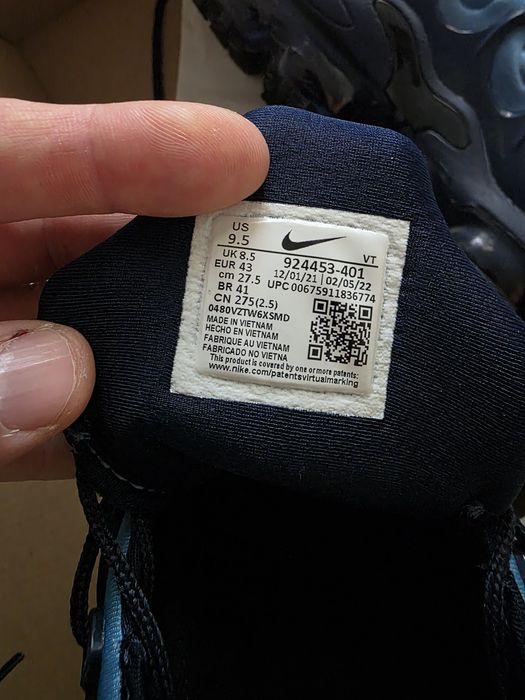 US
9.5
VT
UK 8.5
924453-401
EUR 43
12/01/21 | 02/05/22
cm 27.5
UPC 00675911836774
BR 41
CN 275(2.5)
0480VZTW6XSMD
MADE IN VIETNAM
HECHO EN VIETNAM
FABRIQUE AU VIETNAM
FABRICADO NO VIETNA
This product is covered by one or more patents:
www.nike.com/patentsvirtualmarking